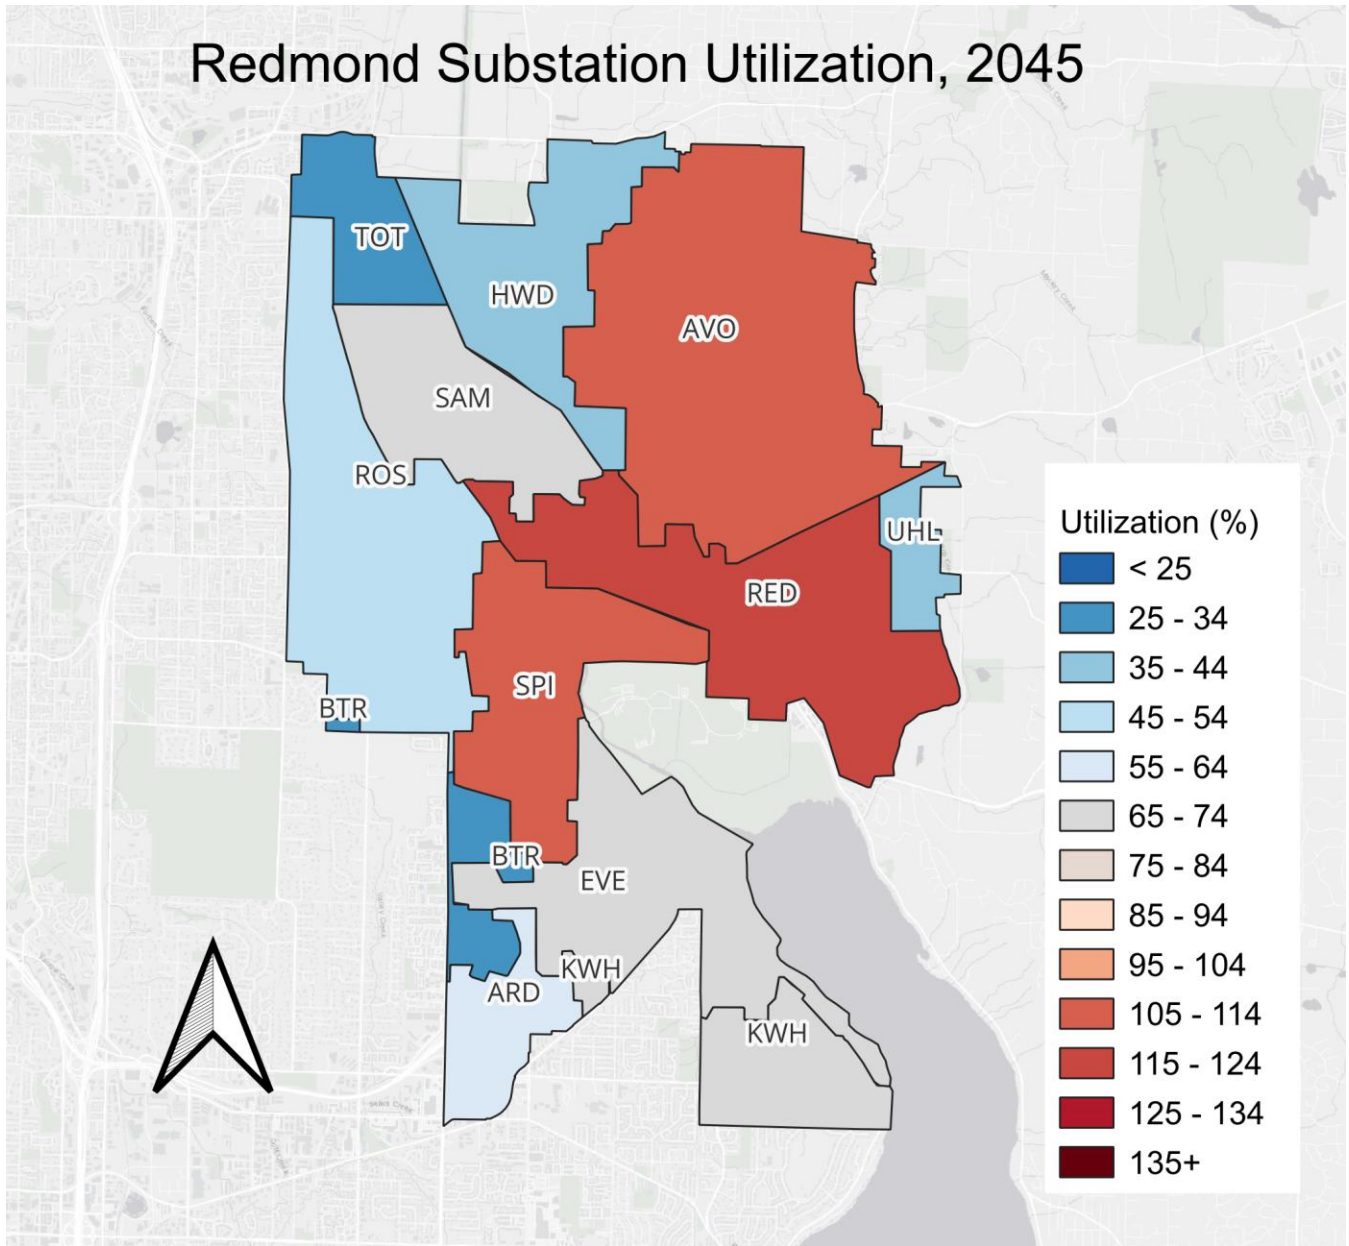 Redmond Substation Utilization, 2045
TOT
HWD
AVO
SAM
ROS
UHL
RED
SPI
BTR
BTR
EVE
KWH
ARD
KWH
Utilization (%)
< 25
25 - 34
35 - 44
45 - 54
55 - 64
65 - 74
75 - 84
85 - 94
95 - 104
105 - 114
115 - 124
125 - 134
135+